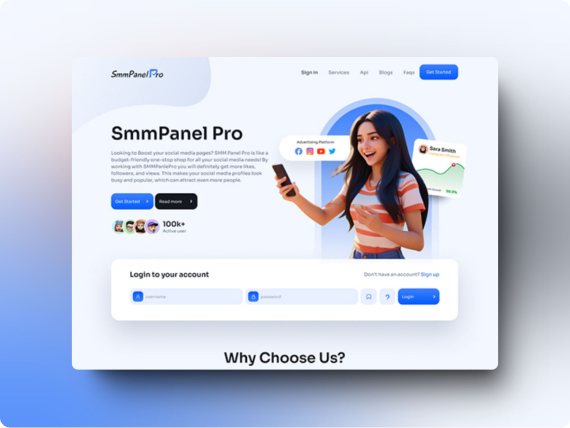 SmmPanel Pro
Sign in Services Api Blogs Faqs Get Started
SmmPanel Pro
Looking to Boost your social media pages? SMM Panel Pro is like a
budget-friendly one-stop shop for all your social media needs! By
working with SMMPanelPro you will definitely get more likes,
followers, and views. This makes your social media profiles look
busy and popular, which can attract even more people.
Get Started
Read more
100k+
Active user
Advertising Platform
Sara Smith
Login to your account
Don't have an account? Sign up
username
password
?
Login
Why Choose Us?